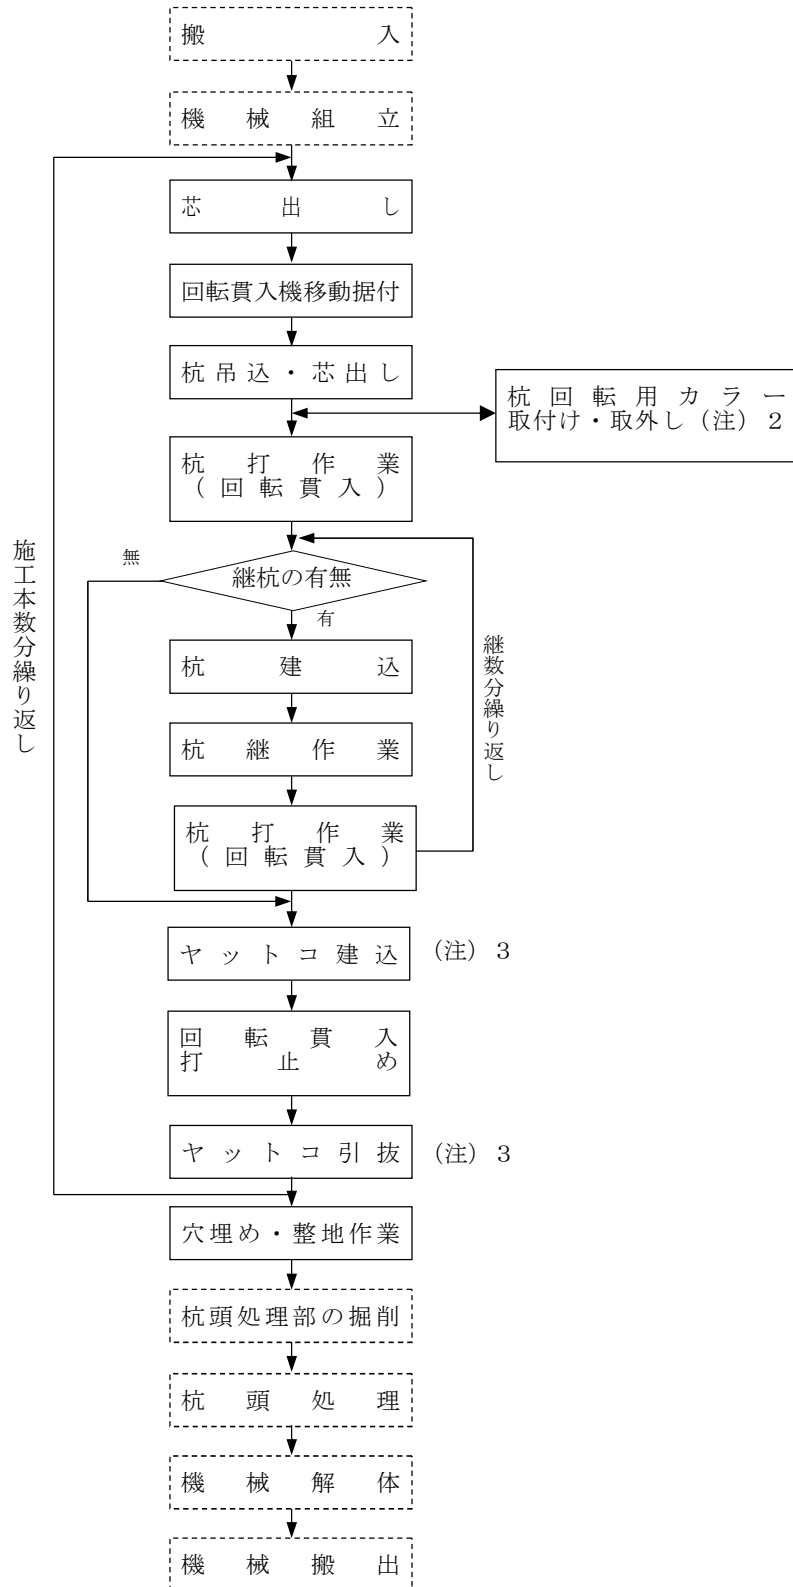 搬入
機械組立
芯出し
回転貫入機移動据付
杭吊込・芯出し
杭回転用カラー
取付け・取外し（注）２
杭打作業
（回転貫入）
継杭の有無
無
有
杭建込
杭継作業
杭打作業
（回転貫入）
継数分繰り返し
施工本数分繰り返し
ヤットコ建込
（注）３
回転貫入
打止め
ヤットコ引抜
（注）３
穴埋め・整地作業
杭頭処理部の掘削
杭頭処理
機械解体
機械搬出